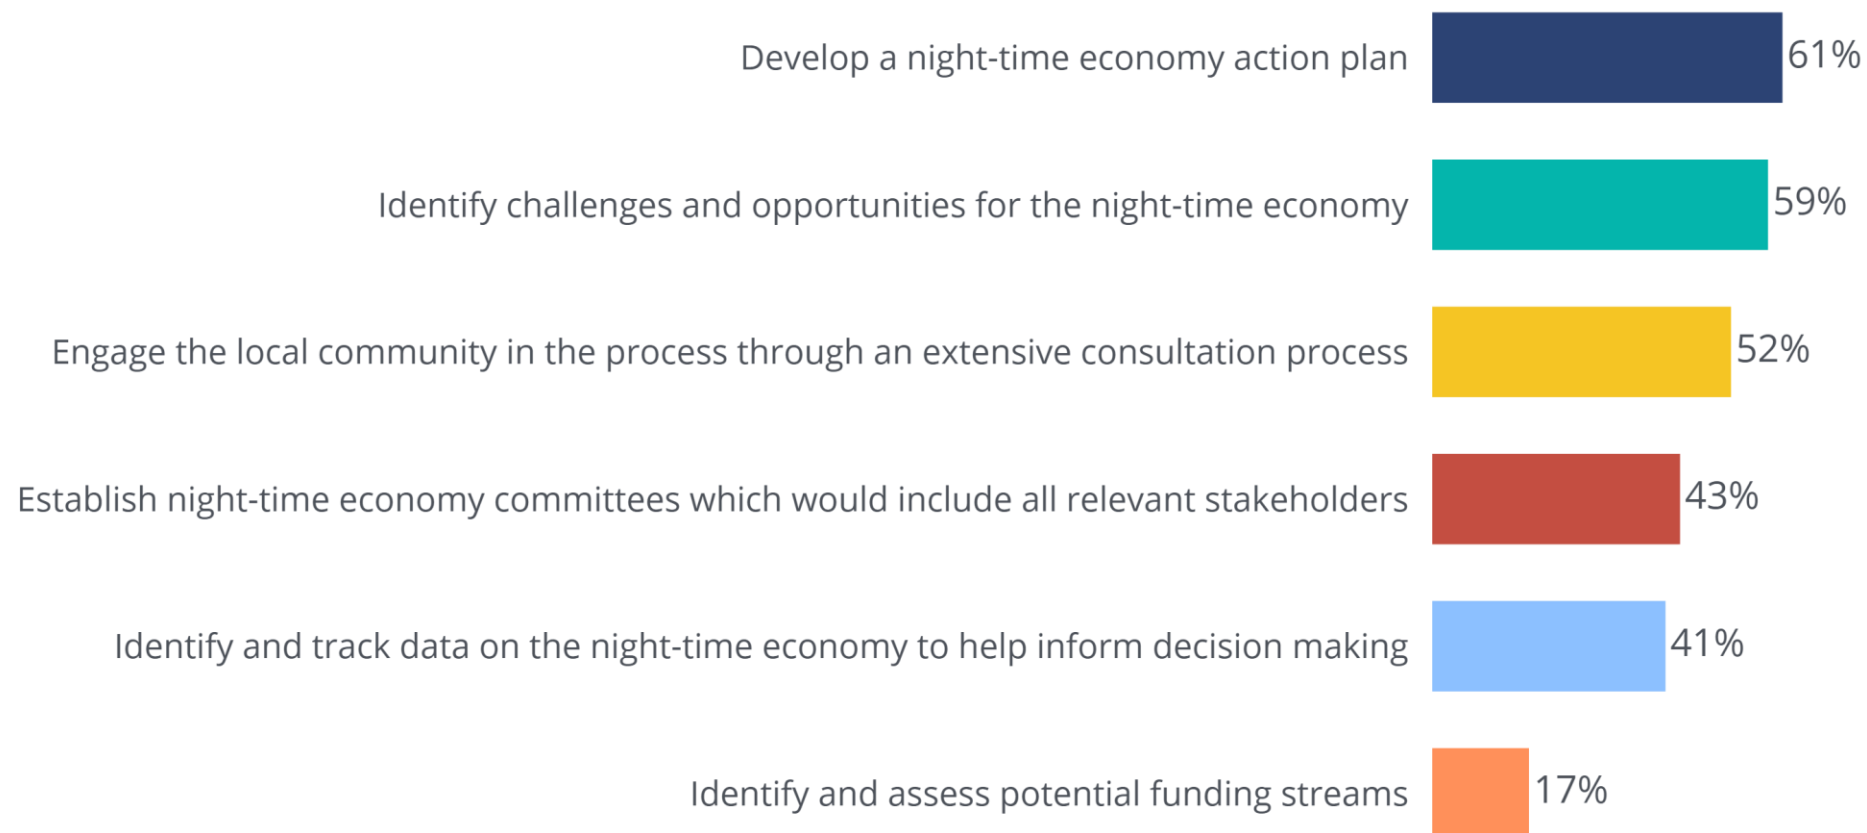 Develop a night-time economy action plan 61%
Identify challenges and opportunities for the night-time economy 59%
Engage the local community in the process through an extensive consultation process 52%
Establish night-time economy committees which would include all relevant stakeholders 43%
Identify and track data on the night-time economy to help inform decision making 41%
Identify and assess potential funding streams 17%